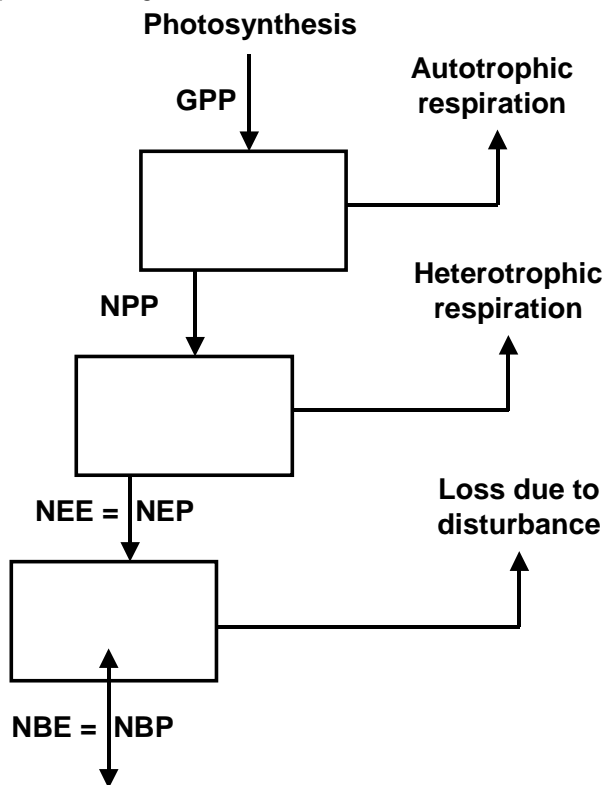 Photosynthesis
GPP
Autotrophic
respiration
NPP
Heterotrophic
respiration
NEE = NEP
Loss due to
disturbance
NBE = NBP